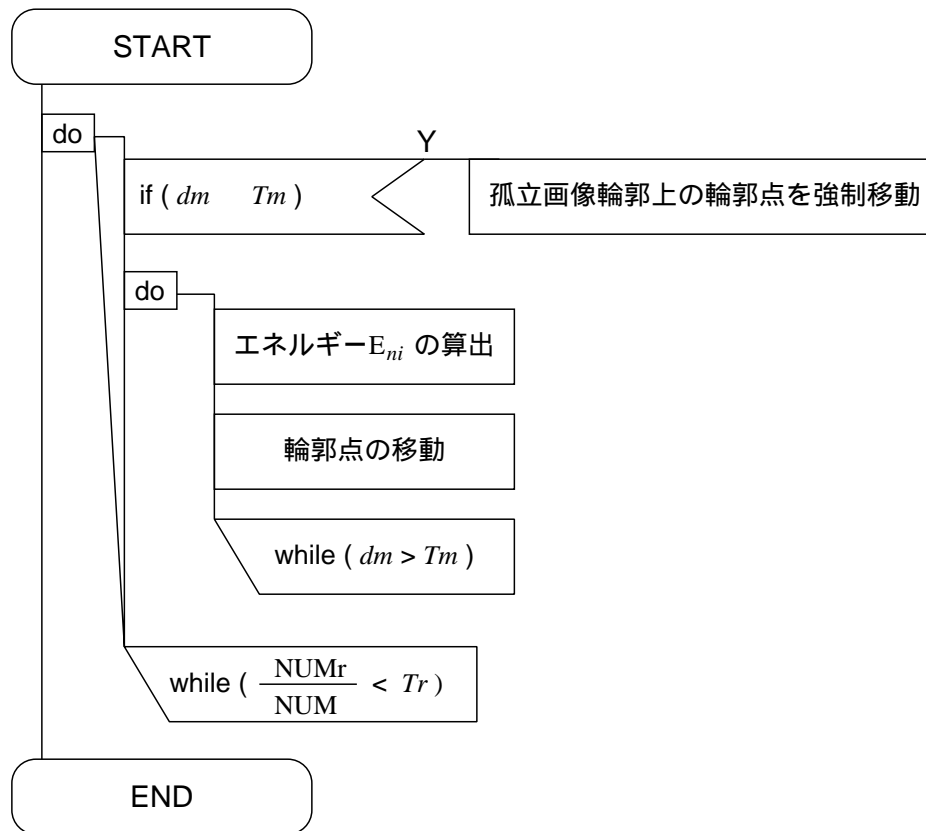 START
do
Y
if ( dm Tm )
孤立画像輪郭上の輪郭点を強制移動
do
エネルギーE_{ni} の算出
輪郭点の移動
while ( dm > Tm )
while ( NUMr / NUM < Tr )
END